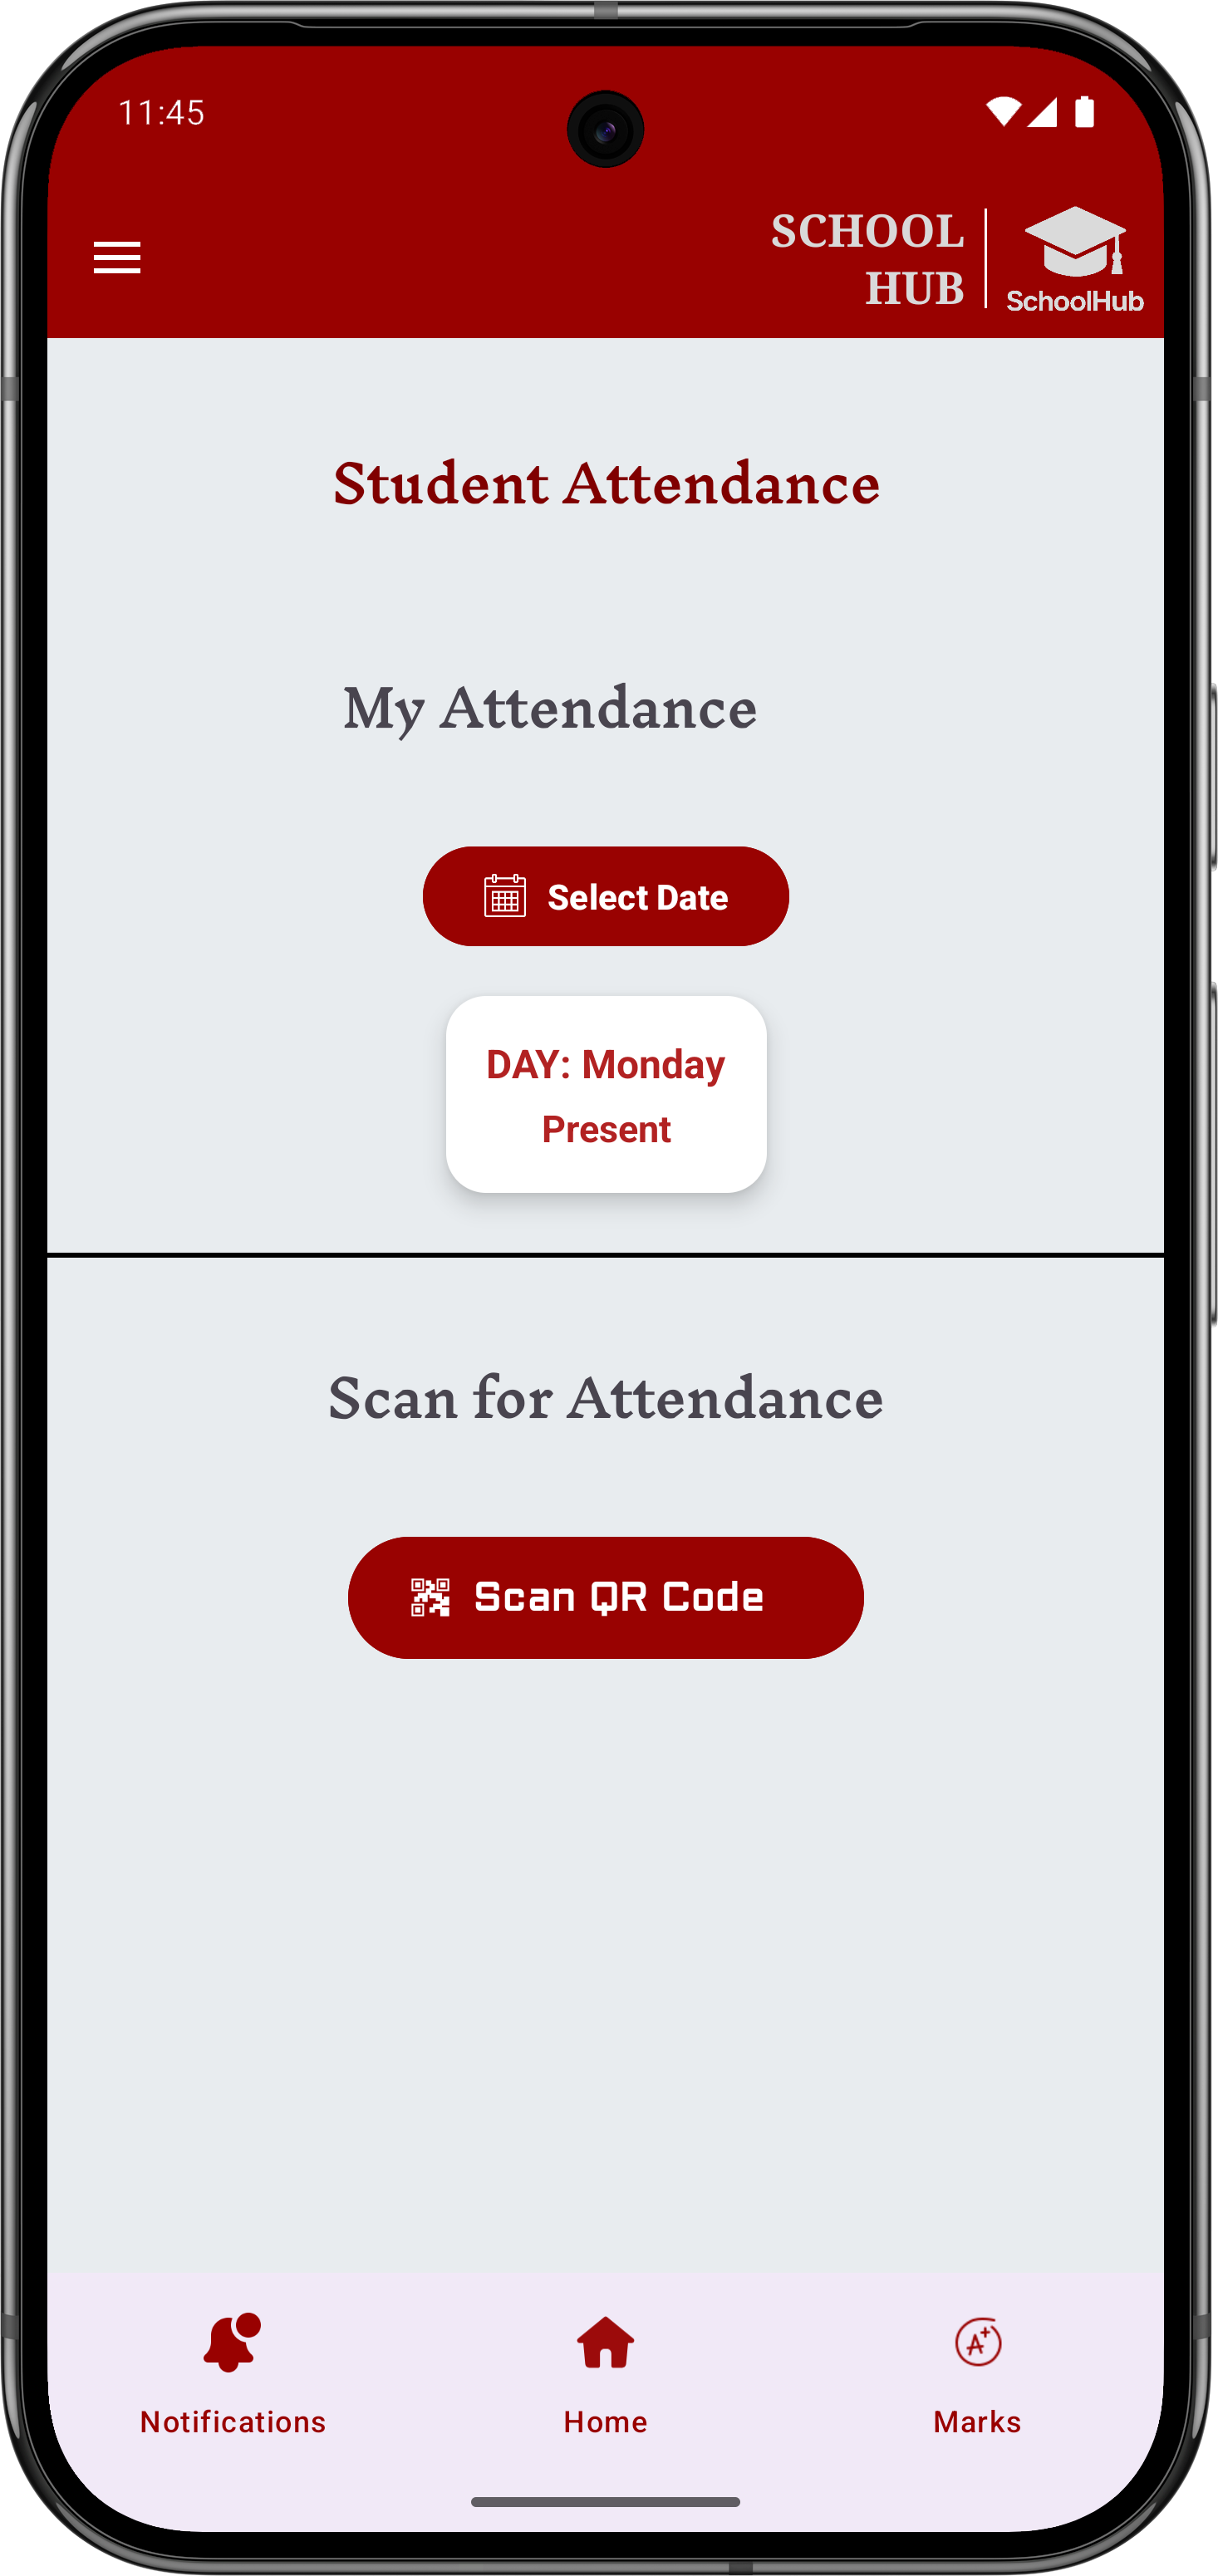 11:45
SCHOOL
HUB
SchoolHub
Student Attendance
My Attendance
Select Date
DAY: Monday
Present
Scan for Attendance
Scan QR Code
A+
Notifications
Home
Marks